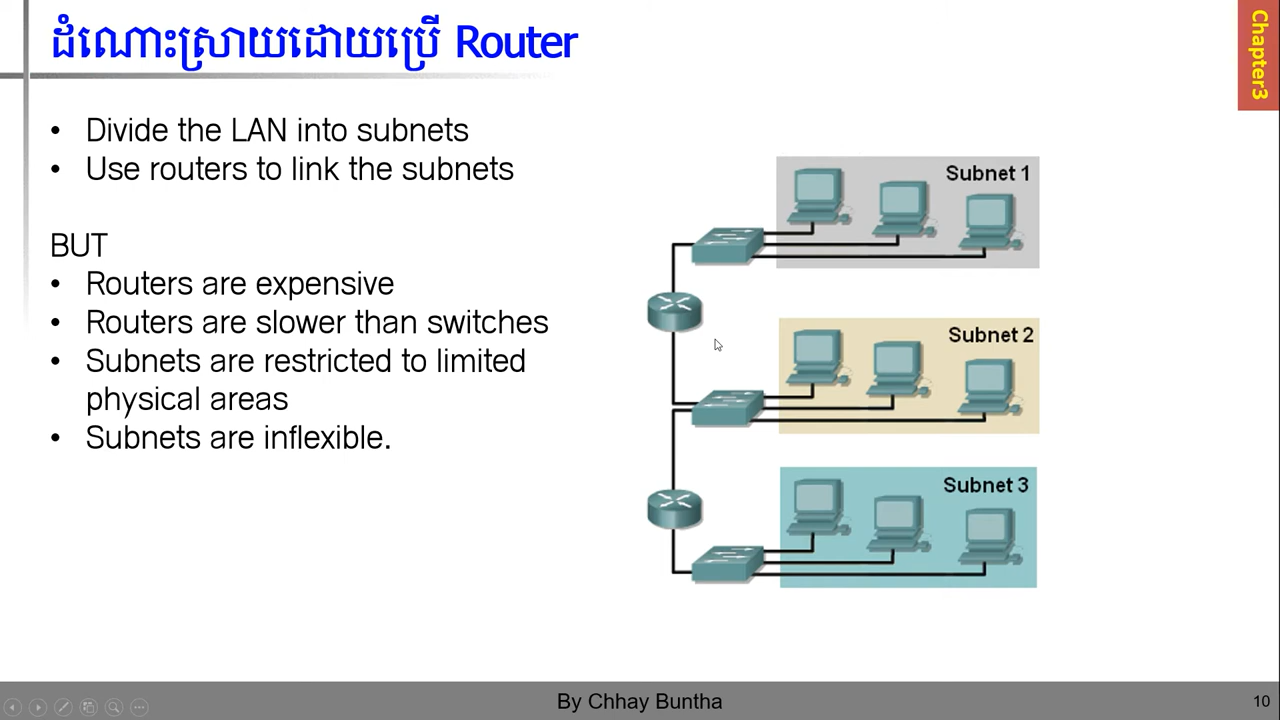 ដំណោះស្រាយដោយប្រើ Router
Chapter3
• Divide the LAN into subnets
• Use routers to link the subnets
BUT
• Routers are expensive
• Routers are slower than switches
• Subnets are restricted to limited
physical areas
• Subnets are inflexible.
Subnet 1
Subnet 2
Subnet 3
By Chhay Buntha
10